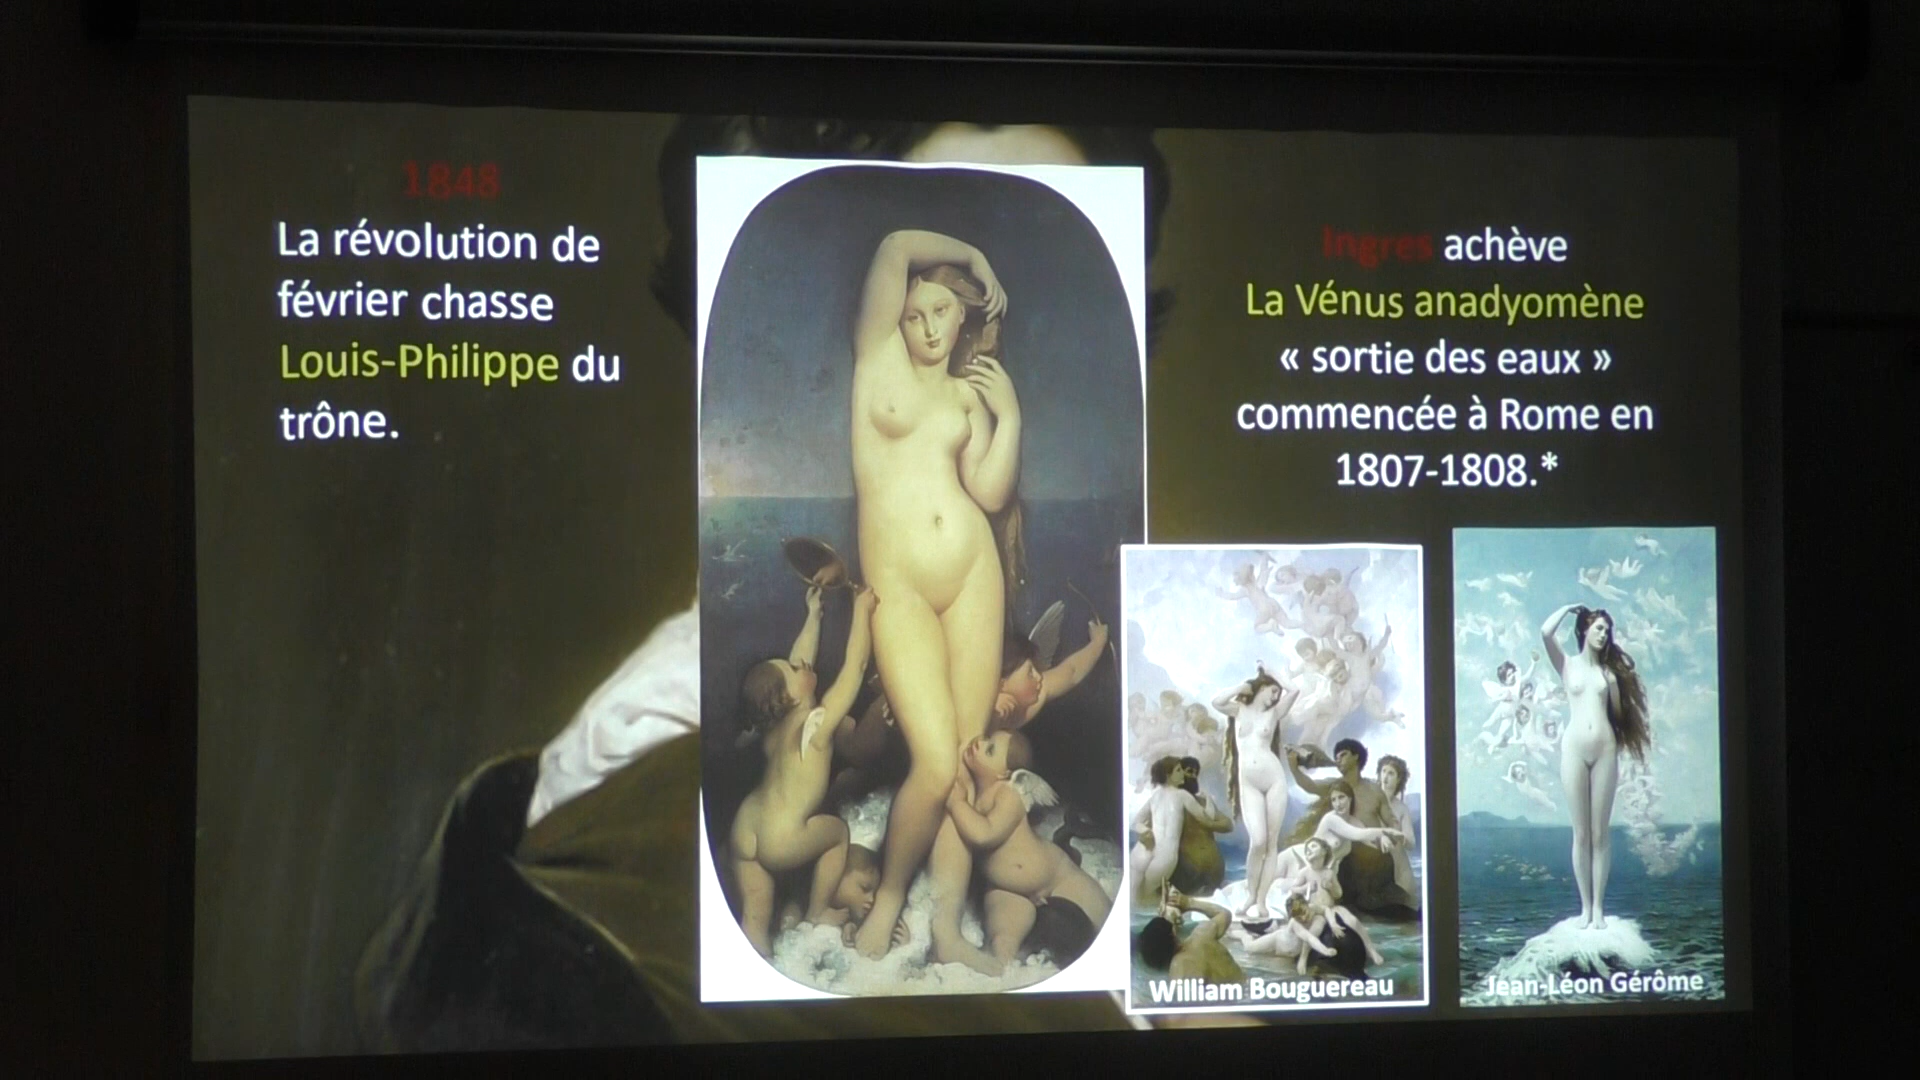 1848
La révolution de
février chasse
Louis-Philippe du
trône.
Ingres achève
La Vénus anadyomène
« sortie des eaux »
commencée à Rome en
1807-1808.*
William Bouguereau
Jean-Léon Gérôme